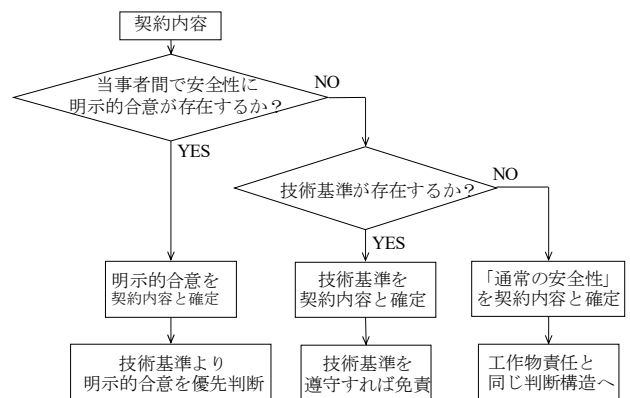 契約内容
当事者間で安全性に
明示的合意が存在するか？
NO
YES
技術基準が存在するか？
NO
YES
明示的合意を
契約内容と確定
技術基準を
契約内容と確定
「通常の安全性」
を契約内容と確定
技術基準より
明示的合意を優先判断
技術基準を
遵守すれば免責
工作物責任と
同じ判断構造へ